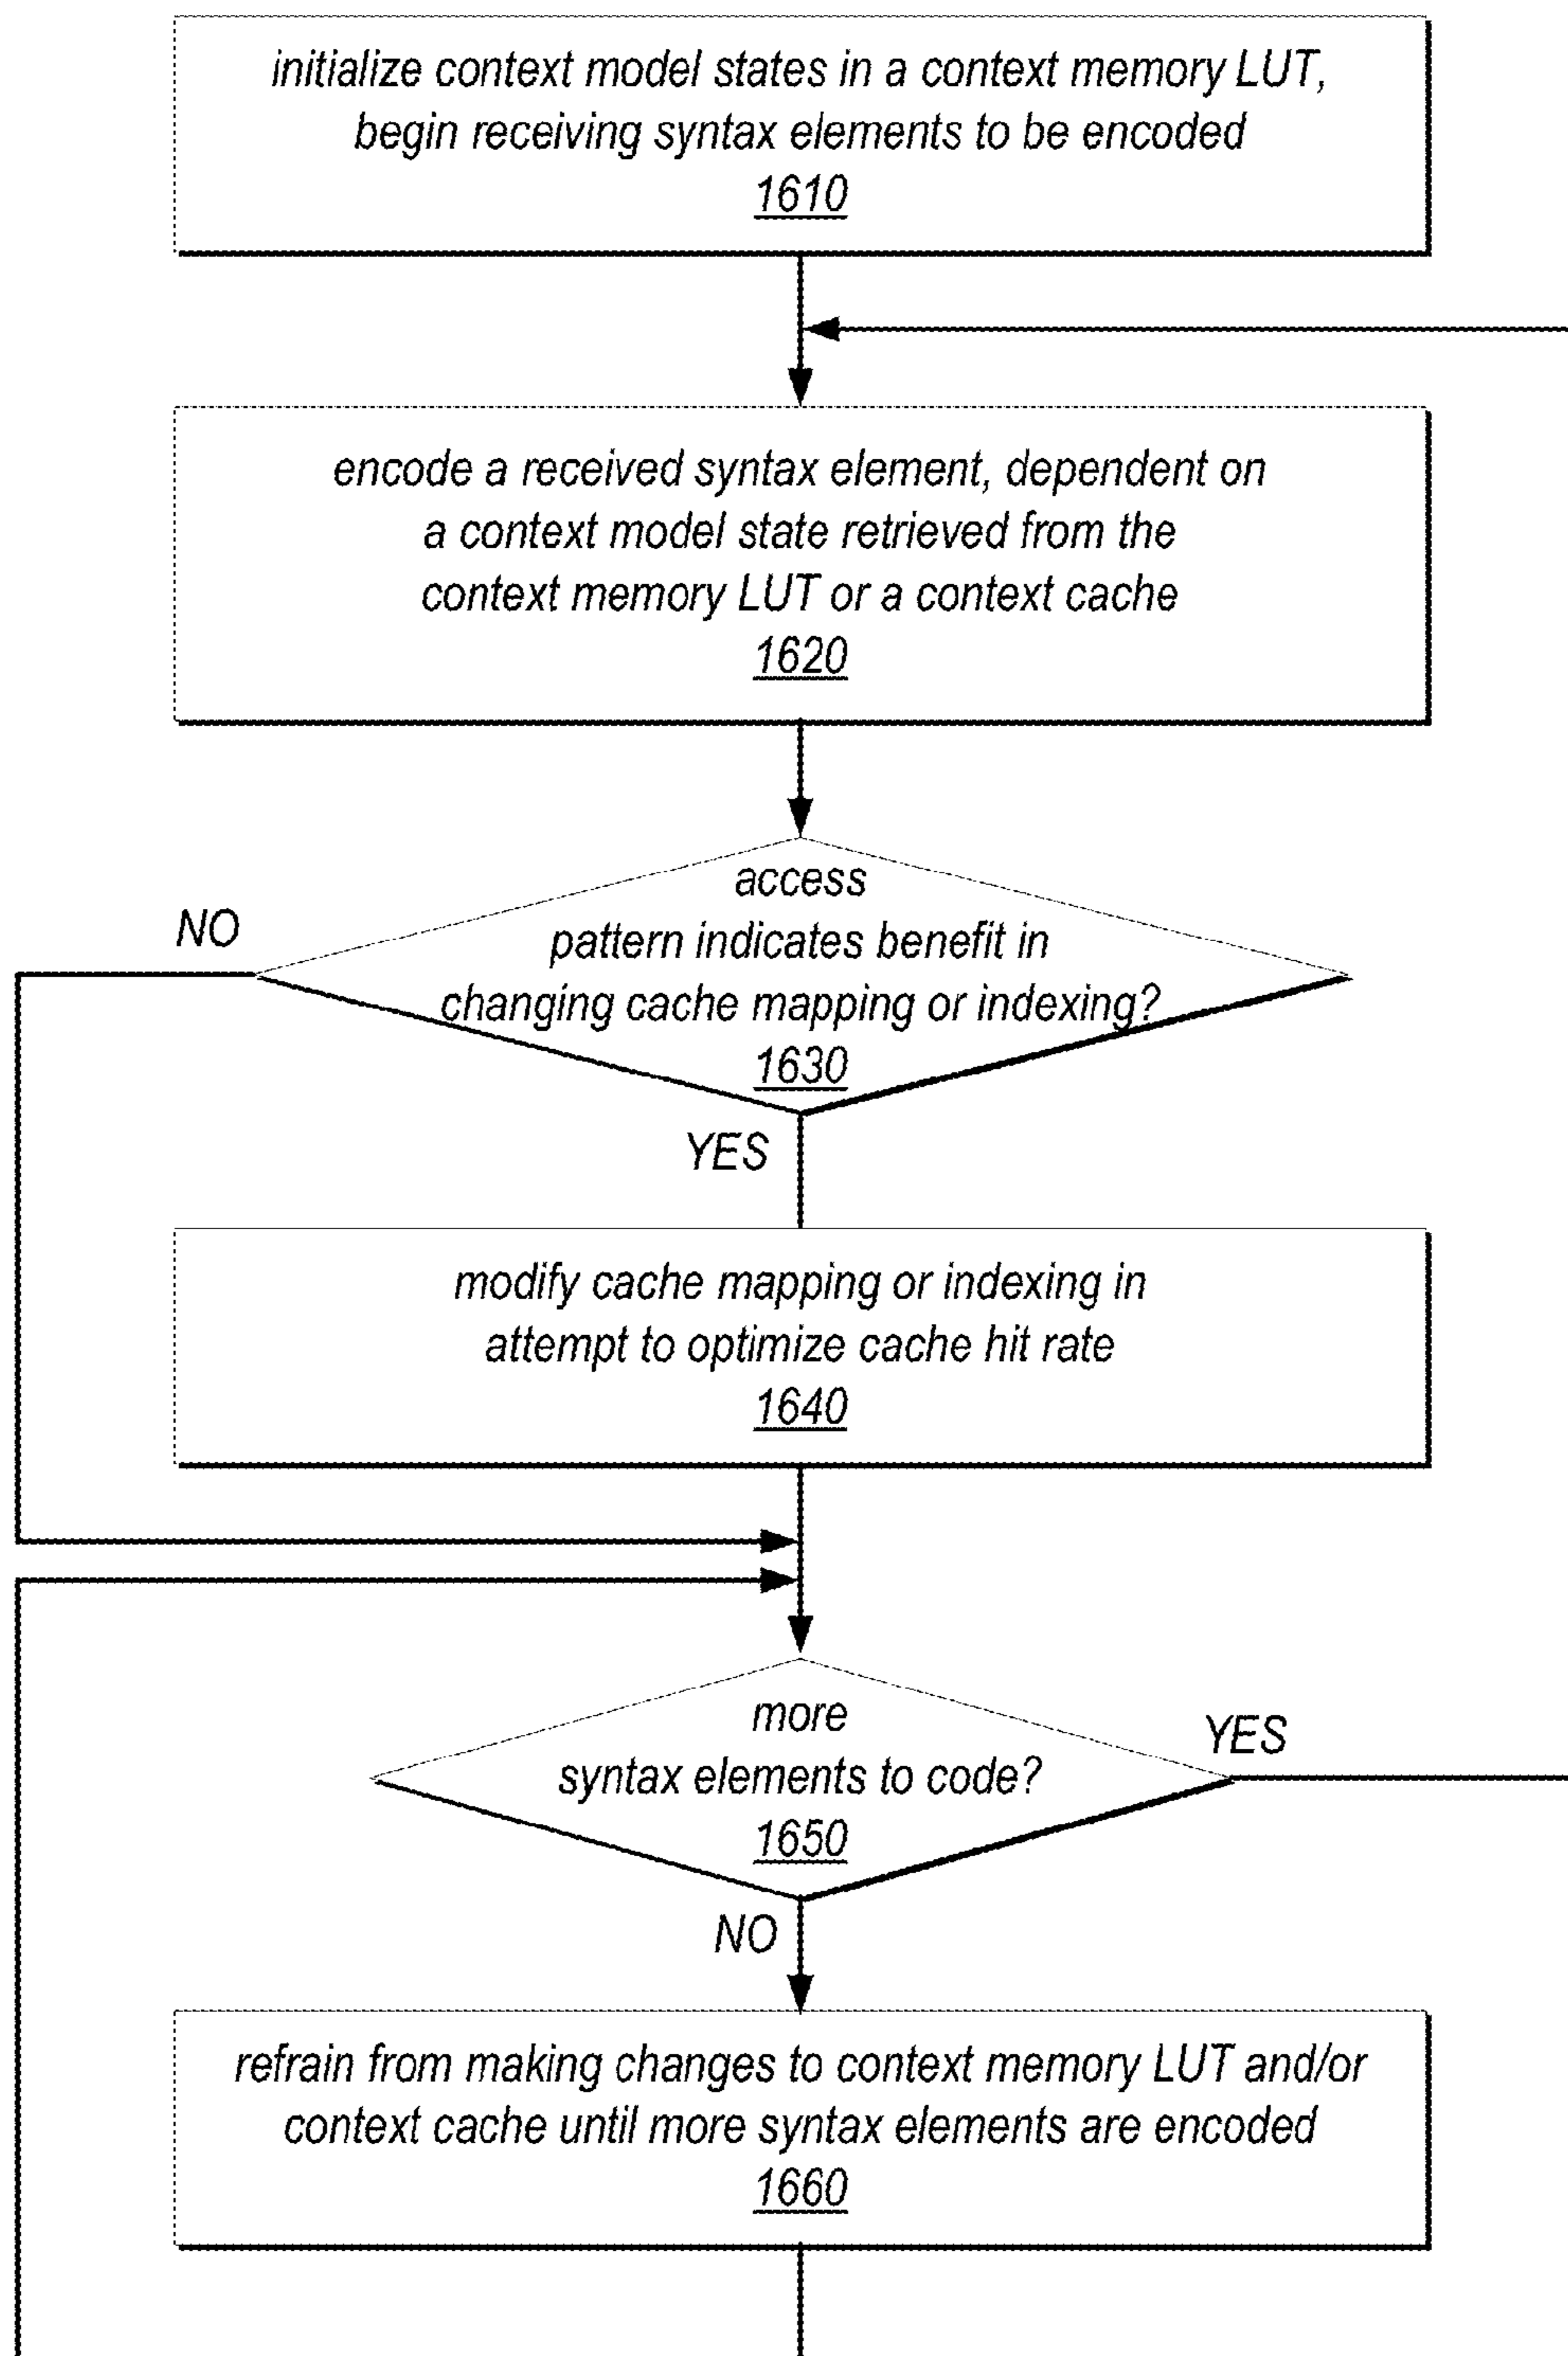 initialize context model states in a context memory LUT,
begin receiving syntax elements to be encoded
1610
encode a received syntax element, dependent on
a context model state retrieved from the
context memory LUT or a context cache
1620
access
pattern indicates benefit in
changing cache mapping or indexing?
1630
NO
YES
modify cache mapping or indexing in
attempt to optimize cache hit rate
1640
more
syntax elements to code?
1650
YES
NO
refrain from making changes to context memory LUT and/or
context cache until more syntax elements are encoded
1660